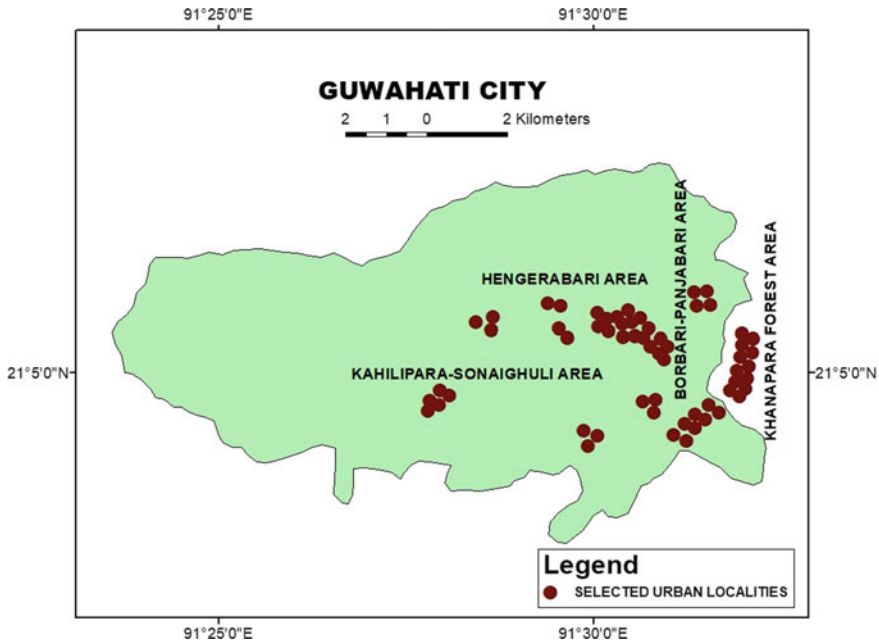 91°25'0"E
91°30'0"E
GUWAHATI CITY
2 1 0 2 Kilometers
BORBARI-PANJABARI AREA
KHANAPARA FOREST AREA
HENGERABARI AREA
21°5'0"N
KAHILIPARA-SONAIGHULI AREA
21°5'0"N
Legend
SELECTED URBAN LOCALITIES
91°25'0"E
91°30'0"E